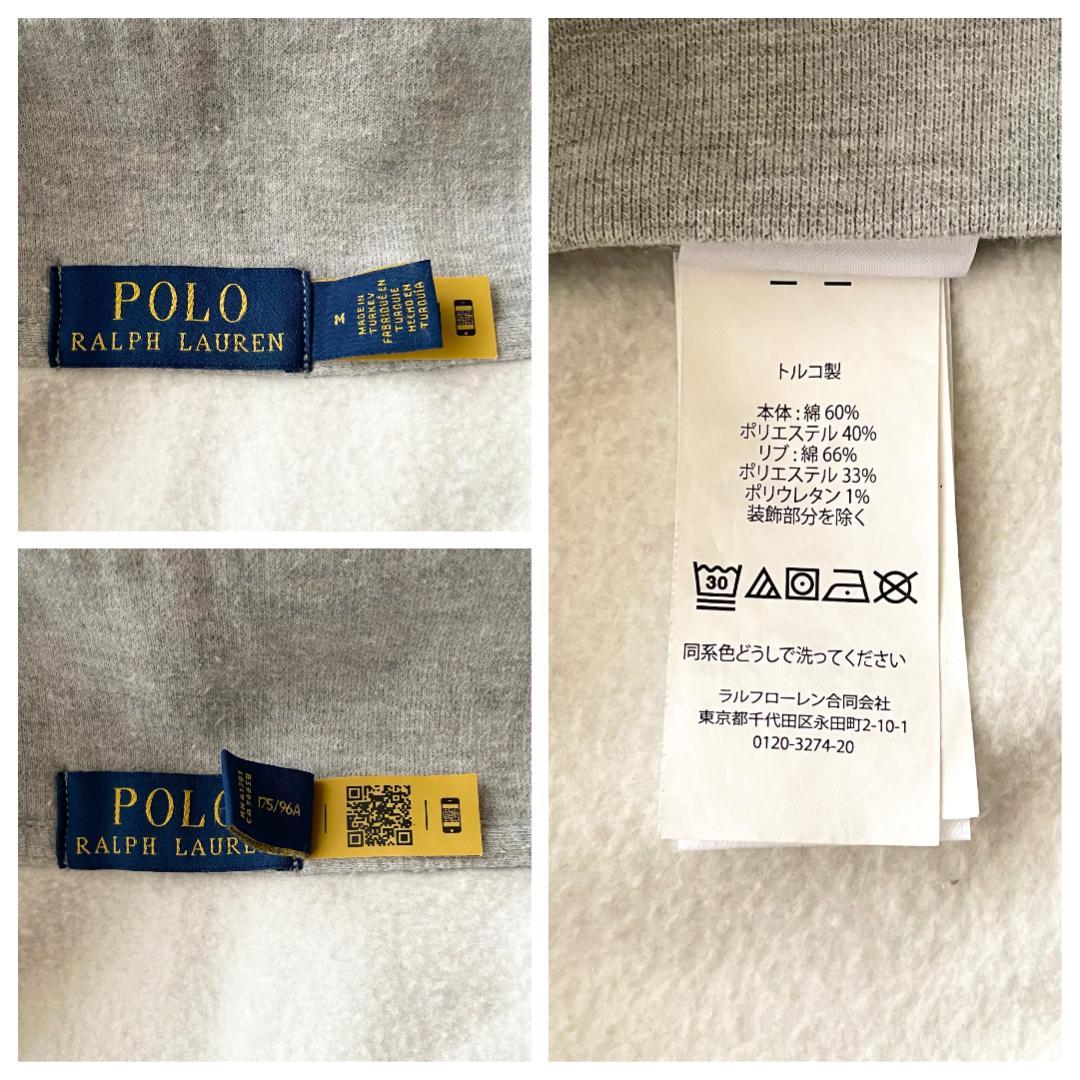 POLO
RALPH LAUREN
M
MADE IN
TURKEY
FABRIQUÉ EN
TURQUIE
HECHO EN
TURQUÍA
POLO
RALPH LAUREN
175/96A
トルコ製
本体 : 綿 60%
ポリエステル 40%
リブ : 綿 66%
ポリエステル 33%
ポリウレタン 1%
装飾部分を除く
30
同系色どうしで洗ってください
ラルフローレン合同会社
東京都千代田区永田町2-10-1
0120-3274-20